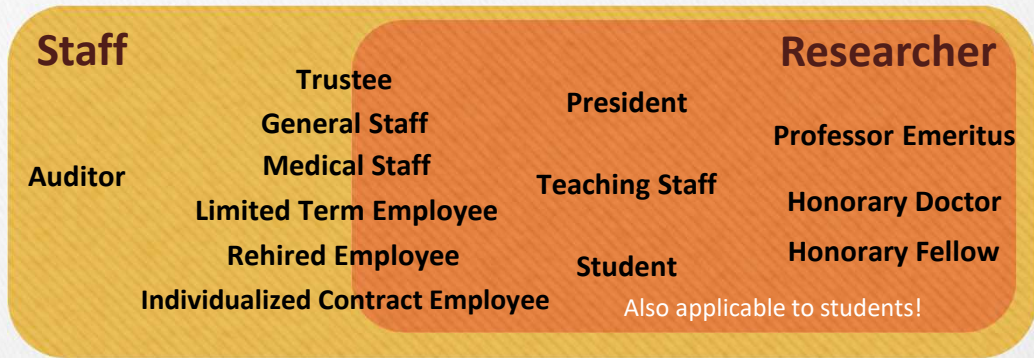 Staff
Researcher
Trustee
General Staff
Medical Staff
Limited Term Employee
Rehired Employee
Individualized Contract Employee
Auditor
President
Teaching Staff
Student
Professor Emeritus
Honorary Doctor
Honorary Fellow
Also applicable to students!